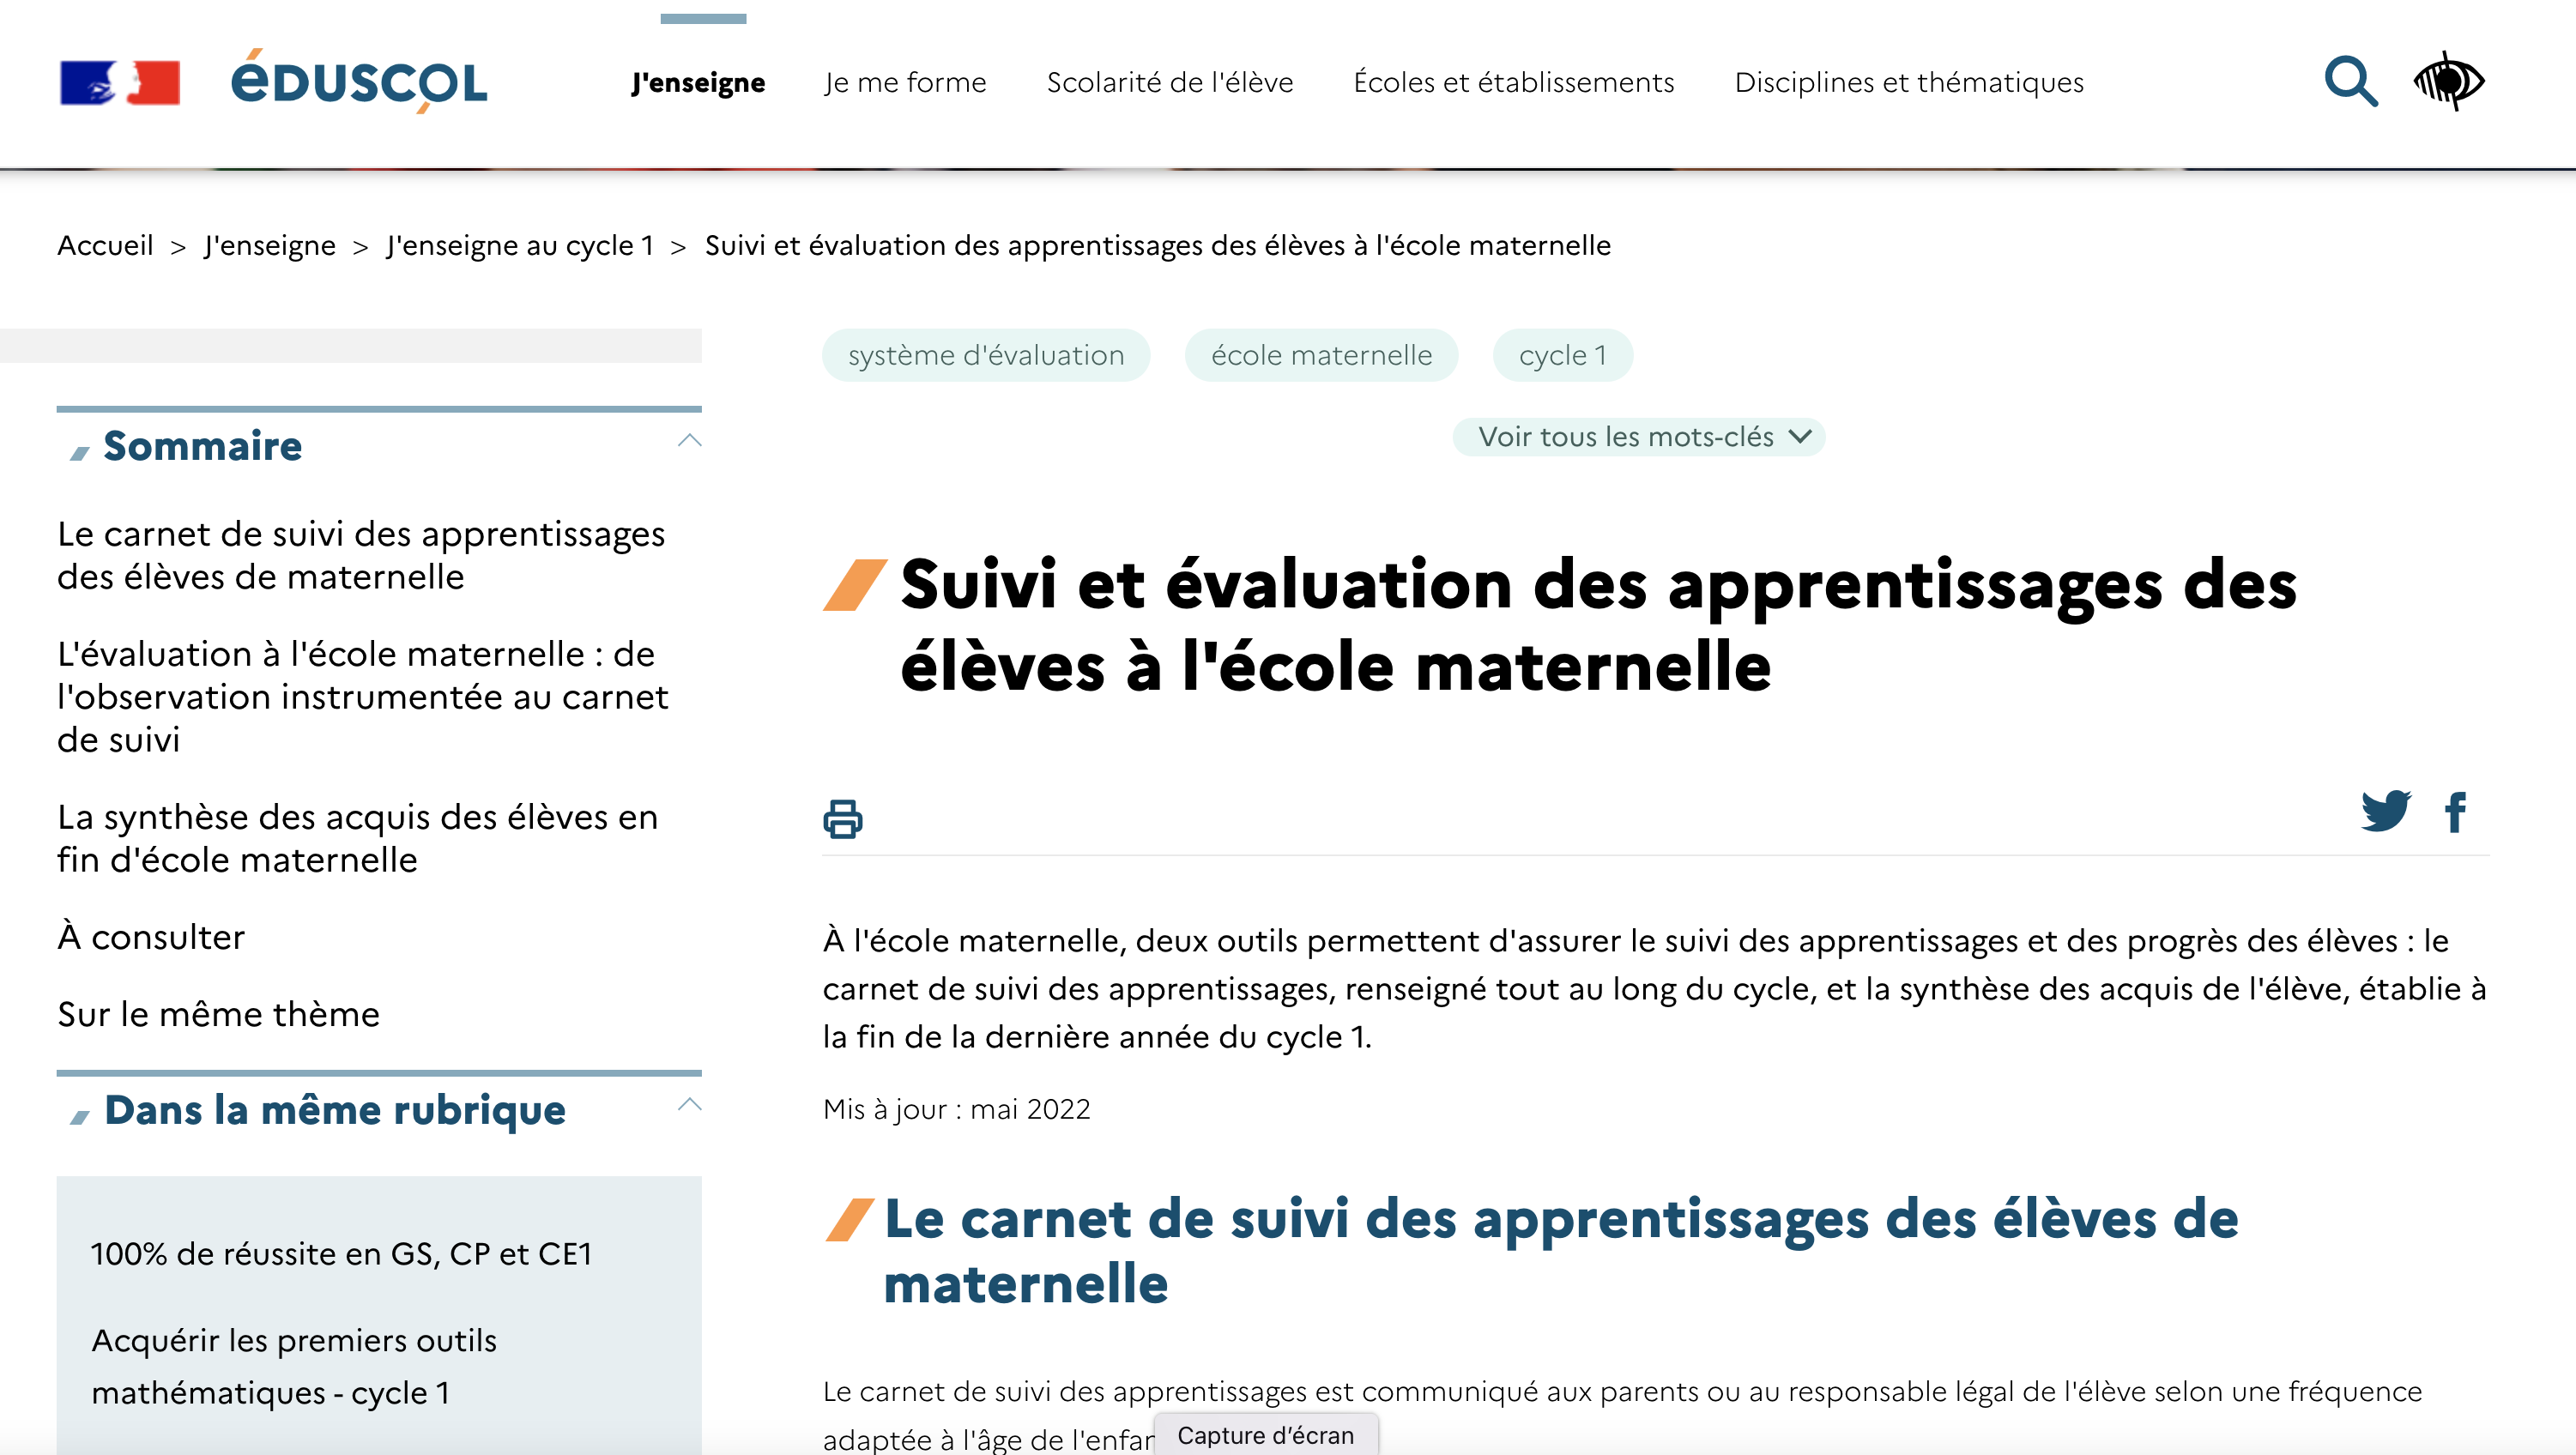 éDUSCOL
J'enseigne Je me forme Scolarité de l'élève Écoles et établissements Disciplines et thématiques
Accueil > J'enseigne > J'enseigne au cycle 1 > Suivi et évaluation des apprentissages des élèves à l'école maternelle
Sommaire
Le carnet de suivi des apprentissages
des élèves de maternelle
L'évaluation à l'école maternelle : de
l'observation instrumentée au carnet
de suivi
La synthèse des acquis des élèves en
fin d'école maternelle
À consulter
Sur le même thème
Dans la même rubrique
100% de réussite en GS, CP et CE1
Acquérir les premiers outils
mathématiques - cycle 1
système d'évaluation école maternelle cycle 1
Voir tous les mots-clés
Suivi et évaluation des apprentissages des
élèves à l'école maternelle
À l'école maternelle, deux outils permettent d'assurer le suivi des apprentissages et des progrès des élèves : le
carnet de suivi des apprentissages, renseigné tout au long du cycle, et la synthèse des acquis de l'élève, établie à
la fin de la dernière année du cycle 1.
Mis à jour : mai 2022
Le carnet de suivi des apprentissages des élèves de
maternelle
Le carnet de suivi des apprentissages est communiqué aux parents ou au responsable légal de l'élève selon une fréquence
adaptée à l'âge de
Capture d'écran